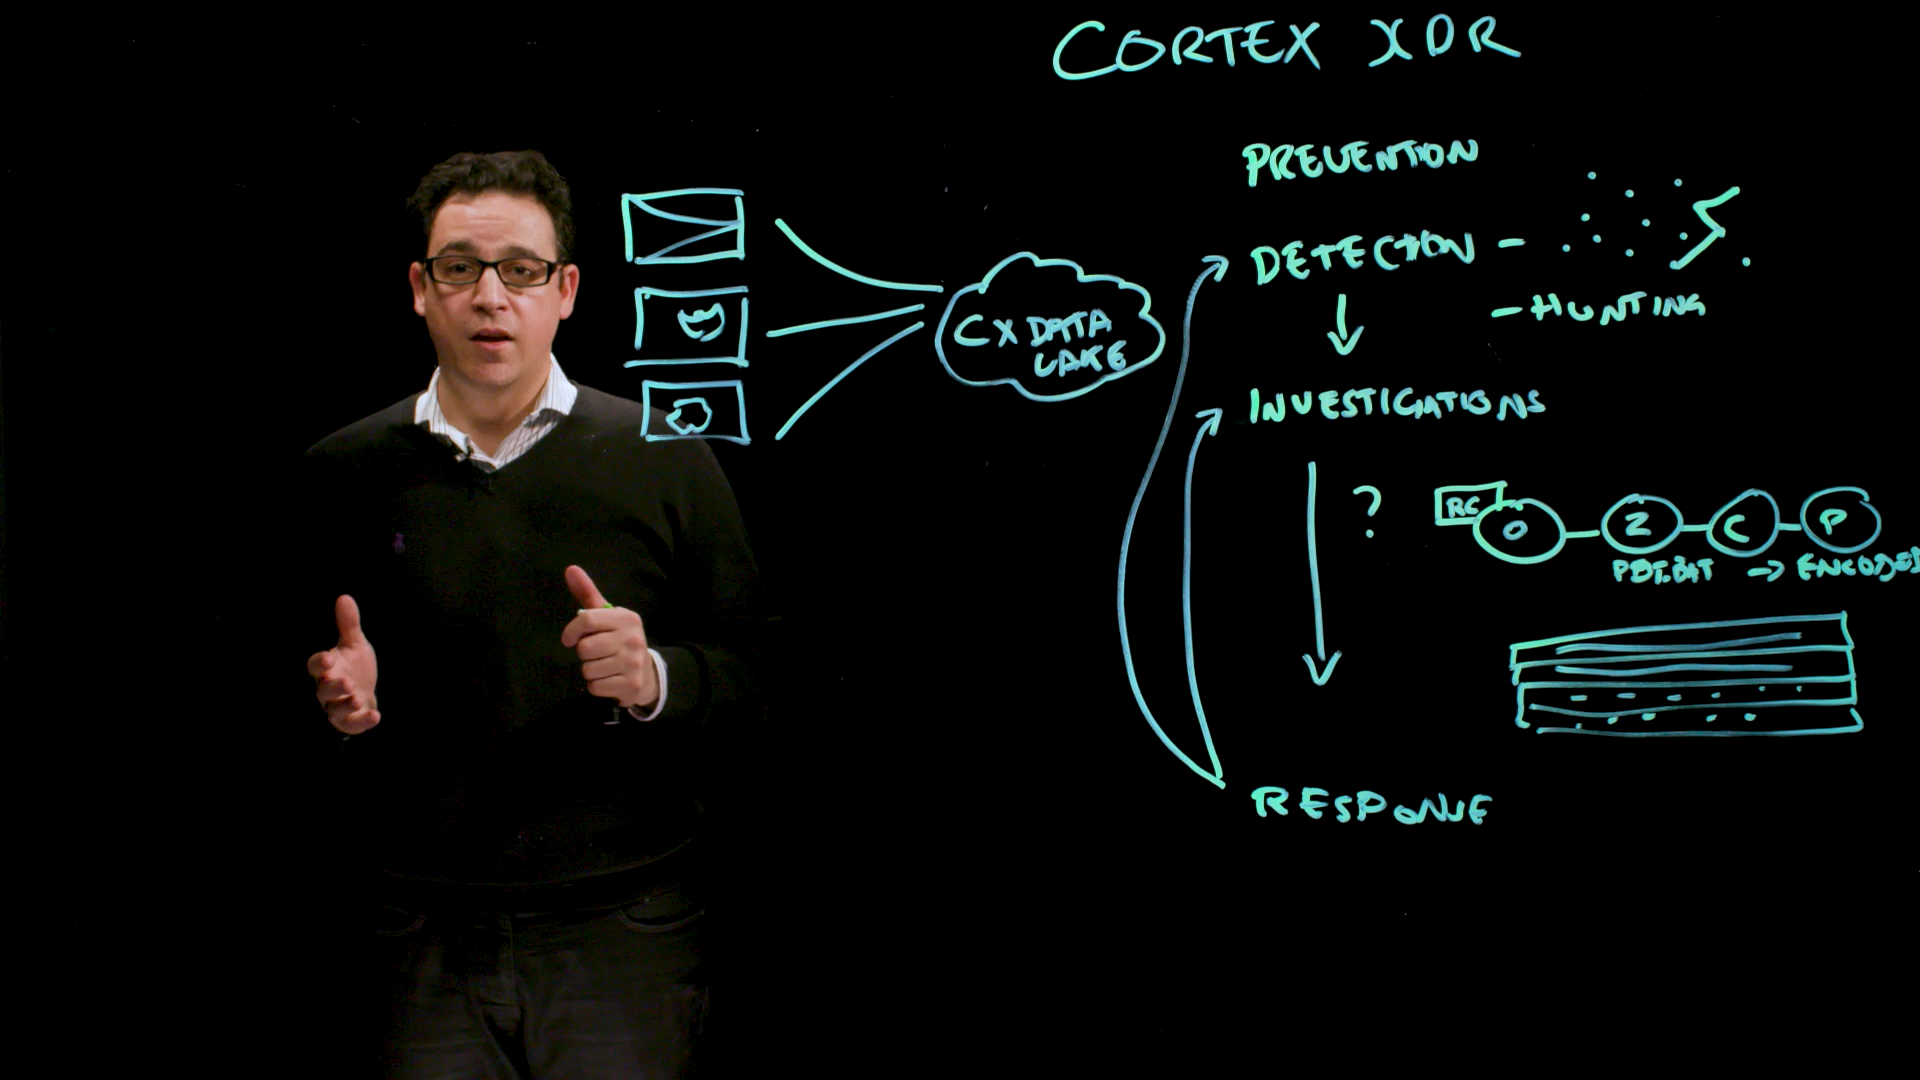 CORTEX XDR
PREVENTION
DETECTION -
- HUNTING
CX DATA
LAKE
INVESTIGATIONS
?
RC
O
Z
C
P
PDF.BAT → ENCODED
RESPONSE